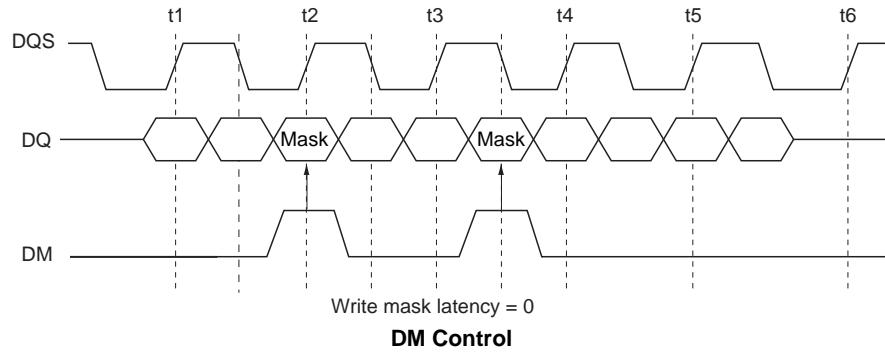 t1 t2 t3 t4 t5 t6
DQS
DQ Mask Mask
DM
Write mask latency = 0
DM Control